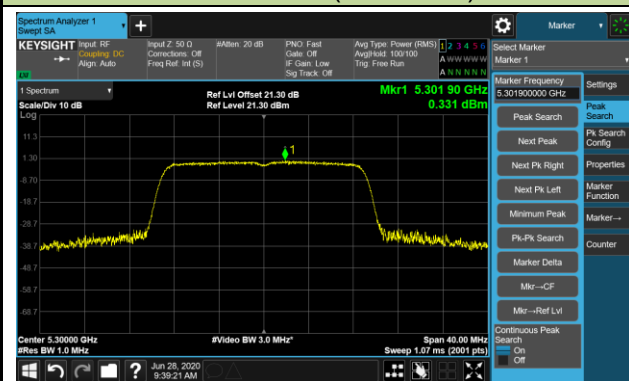 Spectrum Analyzer 1
Swept SA
KEYSIGHT
Input: RF
Coupling: DC
Align: Auto
Input Z: 50 Ω
Corrections: Off
Freq Ref: Int (S)
#Atten: 20 dB
PNO: Fast
Gate: Off
IF Gain: Low
Sig Track: Off
Avg Type: Power (RMS)
Avg|Hold: 100/100
Trig: Free Run
1 2 3 4 5 6
A W W W W W
A N N N N N
1 Spectrum
Scale/Div 10 dB
Log
Ref Lvl Offset 21.30 dB
Ref Level 21.30 dBm
Mkr1 5.301 90 GHz
0.331 dBm
11.3
1.30
-8.70
-18.7
-28.7
-38.7
-48.7
-58.7
-68.7
1
Center 5.30000 GHz
#Res BW 1.0 MHz
#Video BW 3.0 MHz*
Span 40.00 MHz
Sweep 1.07 ms (2001 pts)
Jun 28, 2020
9:39:21 AM
Marker
Select Marker
Marker 1
Marker Frequency
5.301900000 GHz
Peak Search
Next Peak
Next Pk Right
Next Pk Left
Minimum Peak
Pk-Pk Search
Marker Delta
Mkr→CF
Mkr→Ref Lvl
Continuous Peak
Search
On
Off
Settings
Peak
Search
Pk Search
Config
Properties
Marker
Function
Marker→
Counter